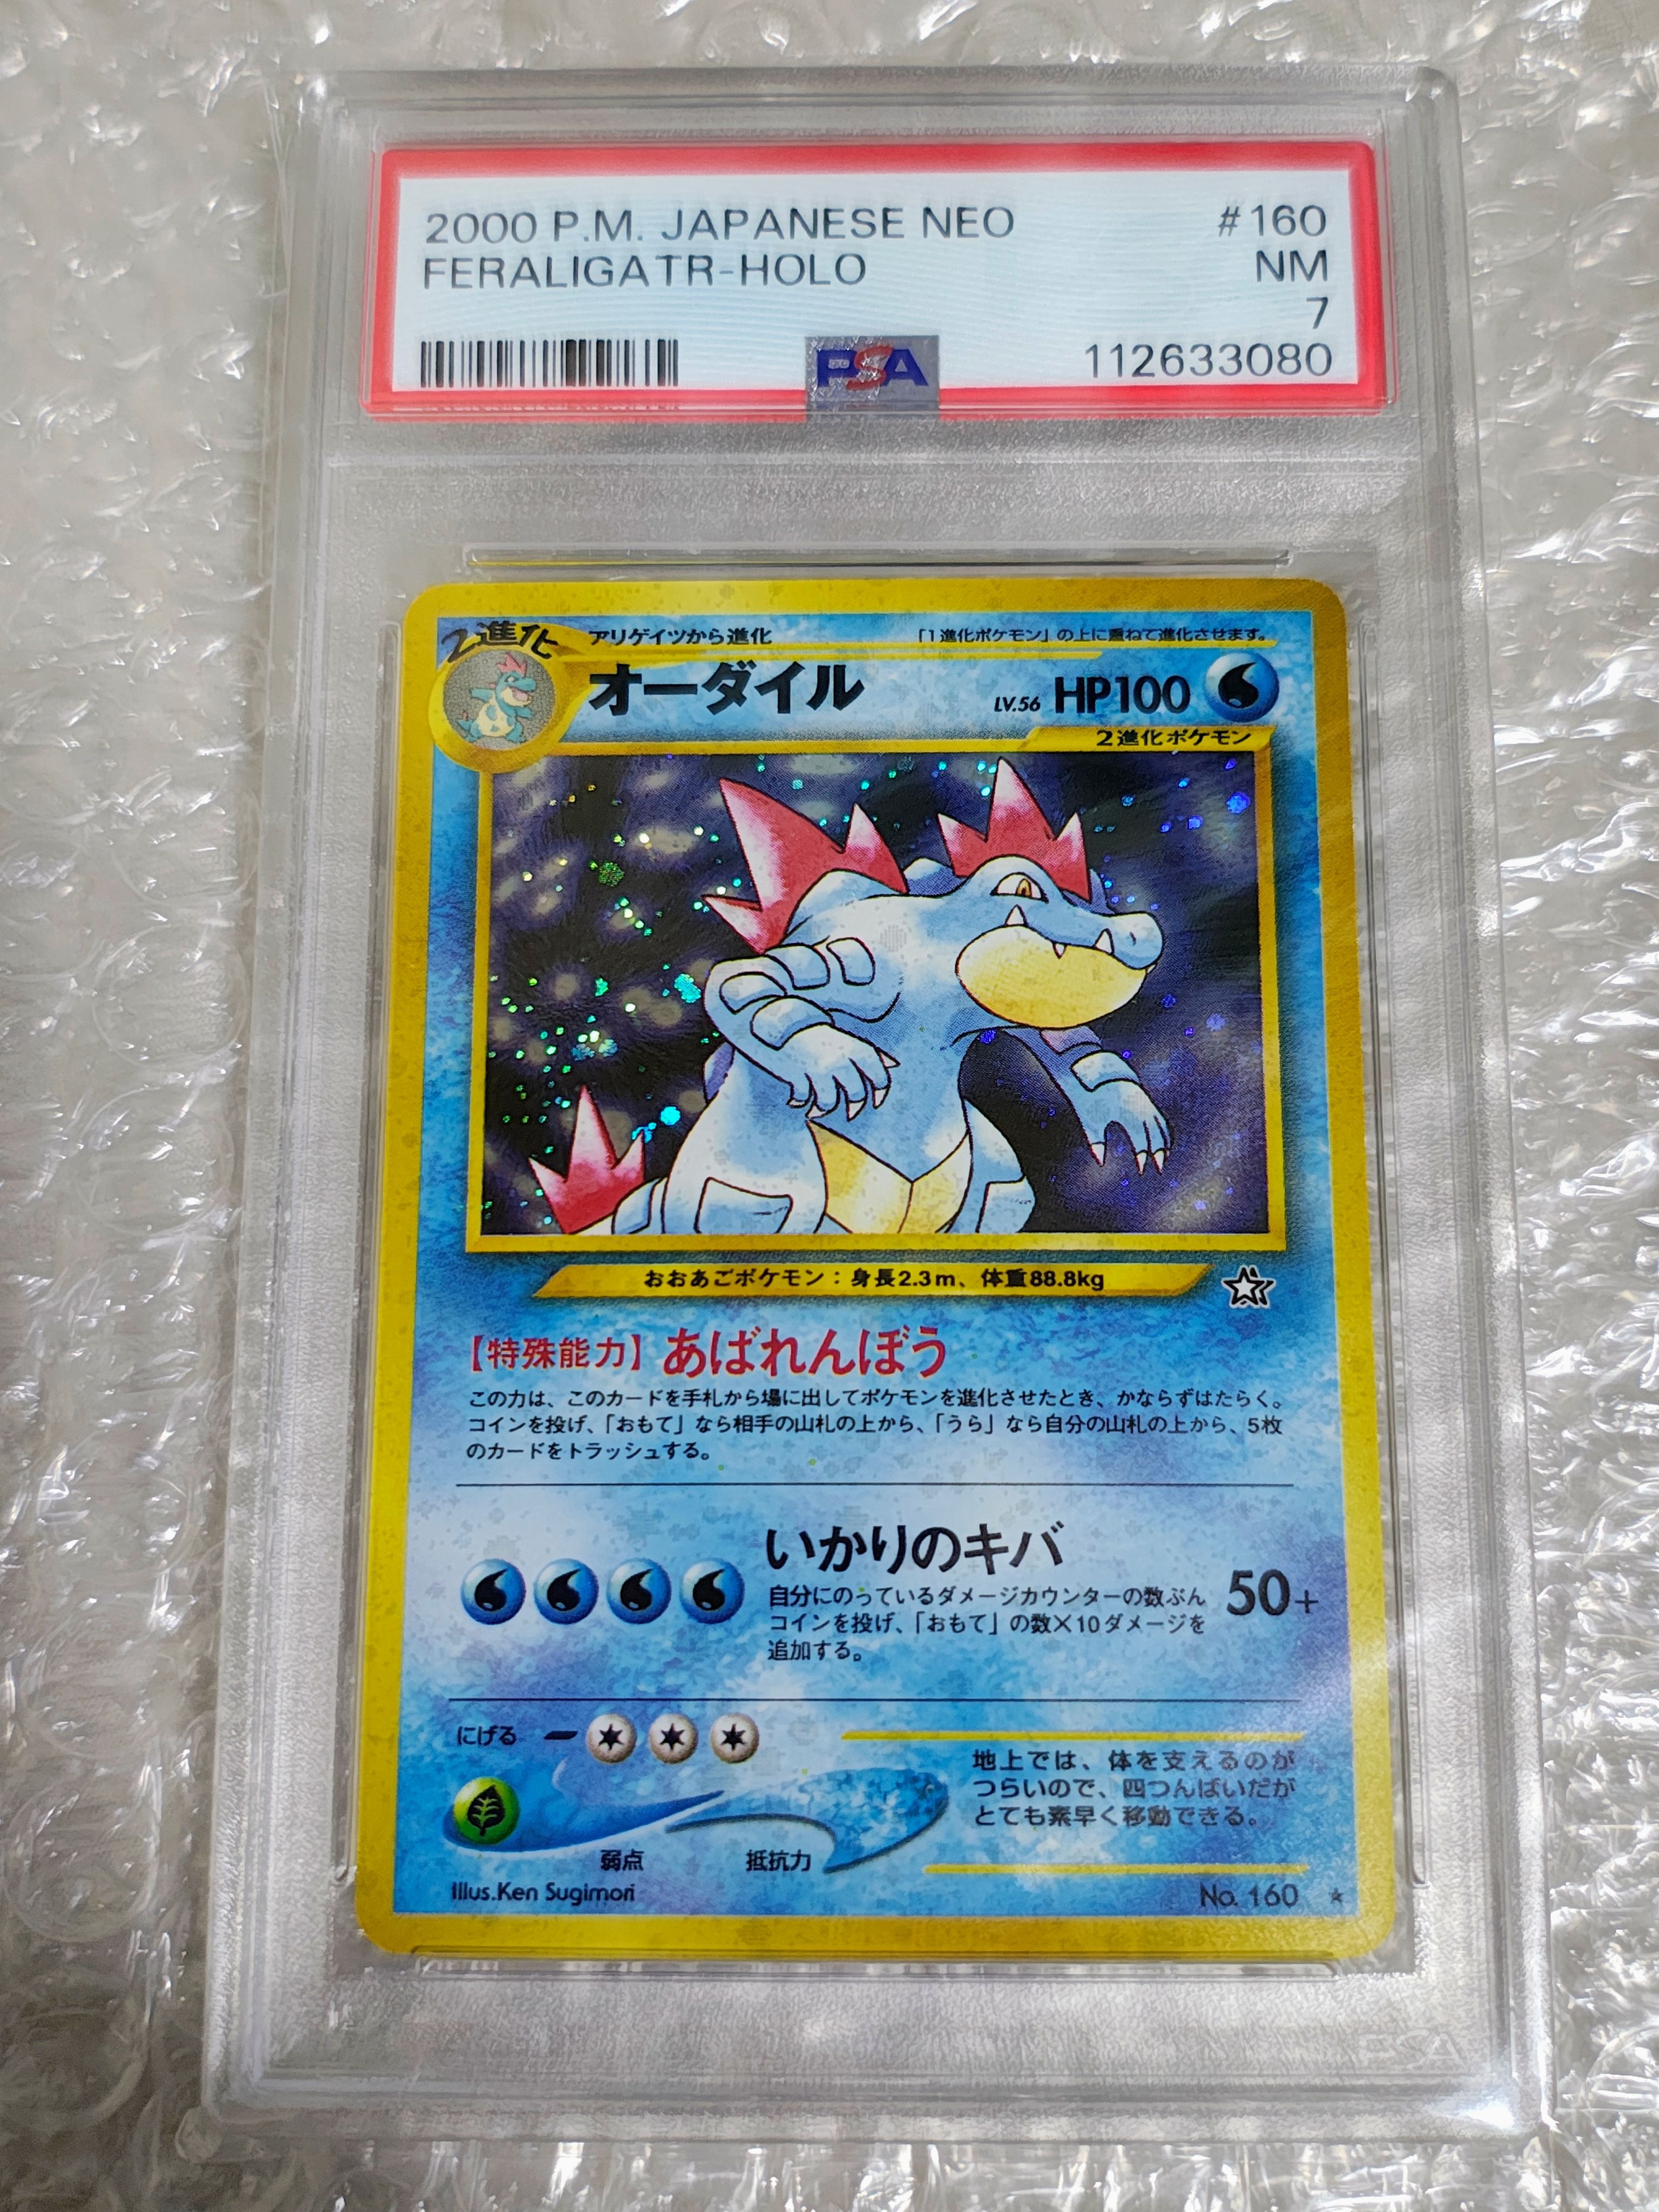 2000 P.M. JAPANESE NEO #160
FERALIGATR-HOLO NM
7
PSA 112633080
2進化 アリゲイツから進化 「1進化ポケモン」の上に重ねて進化させます。
オーダイル LV.56 HP100
2進化ポケモン
おおあごポケモン：身長2.3m、体重88.8kg
【特殊能力】あばれんぼう
この力は、このカードを手札から場に出してポケモンを進化させたとき、かならずはたらく。
コインを投げ、「おもて」なら相手の山札の上から、「うら」なら自分の山札の上から、5枚
のカードをトラッシュする。
いかりのキバ
自分にのっているダメージカウンターの数ぶん 50+
コインを投げ、「おもて」の数×10ダメージを
追加する。
にげる
地上では、体を支えるのが
つらいので、四つんばいだが
とても素早く移動できる。
弱点 抵抗力
Illus.Ken Sugimori No. 160 ★
PSA